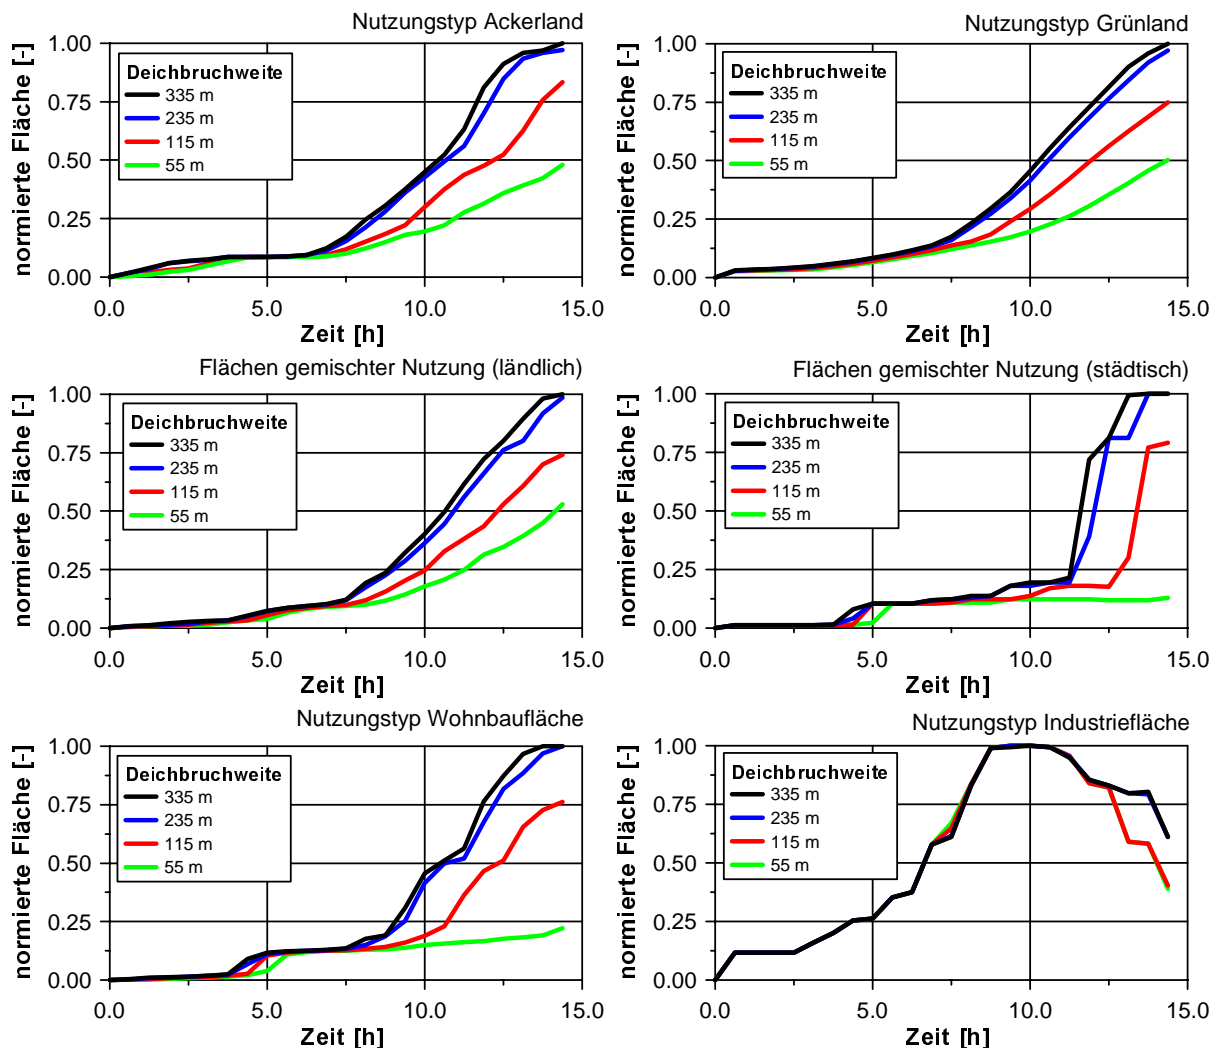 Nutzungstyp Ackerland
normierte Fläche [-]
1.00
0.75
0.50
0.25
0.00
Deichbruchweite
335 m
235 m
115 m
55 m
0.0 5.0 10.0 15.0
Zeit [h]
Nutzungstyp Grünland
normierte Fläche [-]
1.00
0.75
0.50
0.25
0.00
Deichbruchweite
335 m
235 m
115 m
55 m
0.0 5.0 10.0 15.0
Zeit [h]
Flächen gemischter Nutzung (ländlich)
normierte Fläche [-]
1.00
0.75
0.50
0.25
0.00
Deichbruchweite
335 m
235 m
115 m
55 m
0.0 5.0 10.0 15.0
Zeit [h]
Flächen gemischter Nutzung (städtisch)
normierte Fläche [-]
1.00
0.75
0.50
0.25
0.00
Deichbruchweite
335 m
235 m
115 m
55 m
0.0 5.0 10.0 15.0
Zeit [h]
Nutzungstyp Wohnbaufläche
normierte Fläche [-]
1.00
0.75
0.50
0.25
0.00
Deichbruchweite
335 m
235 m
115 m
55 m
0.0 5.0 10.0 15.0
Zeit [h]
Nutzungstyp Industriefläche
normierte Fläche [-]
1.00
0.75
0.50
0.25
0.00
Deichbruchweite
335 m
235 m
115 m
55 m
0.0 5.0 10.0 15.0
Zeit [h]